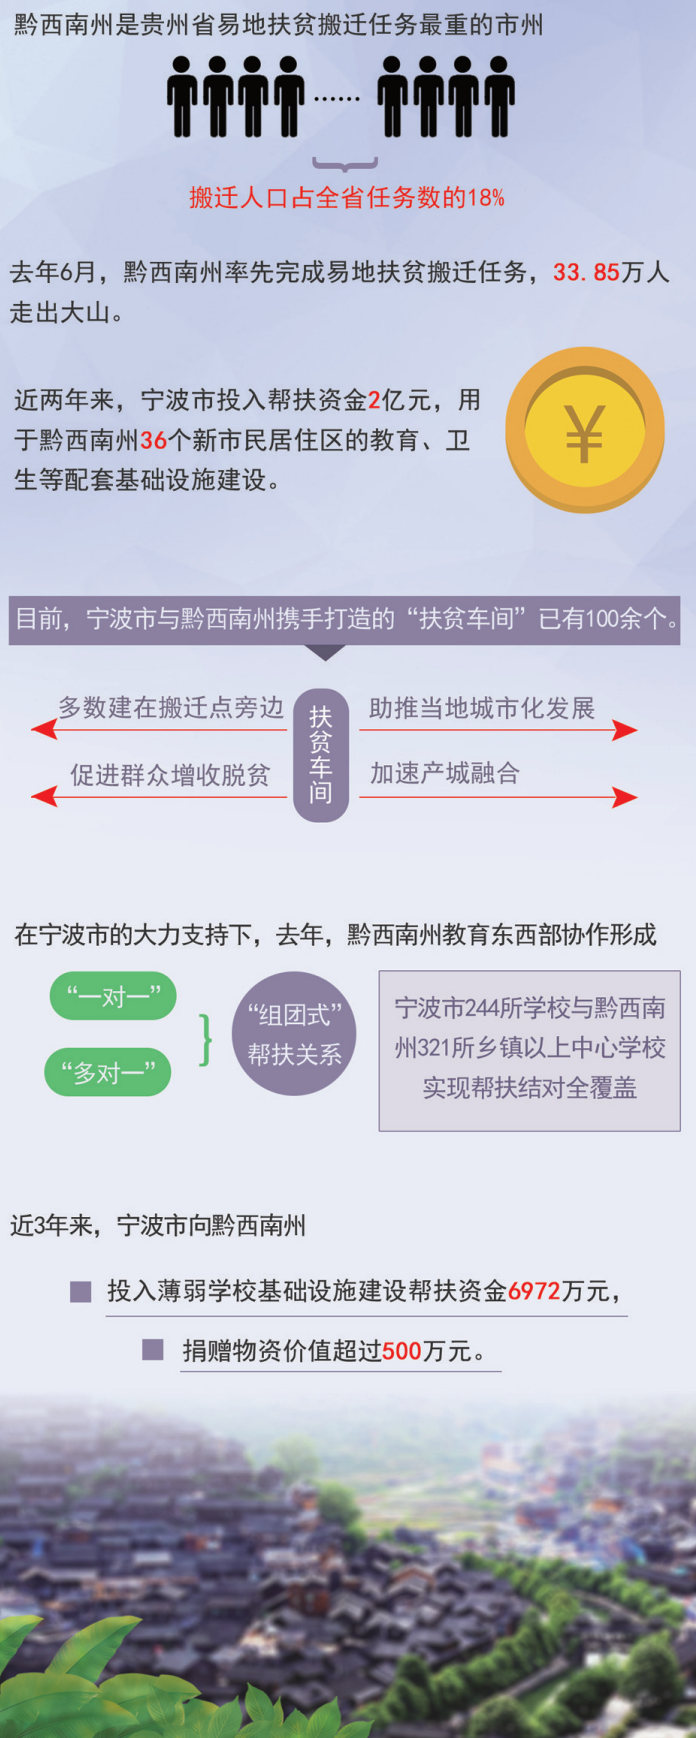 黔西南州是贵州省易地扶贫搬迁任务最重的市州
……
搬迁人口占全省任务数的18%
去年6月，黔西南州率先完成易地扶贫搬迁任务，33.85万人
走出大山。
近两年来，宁波市投入帮扶资金2亿元，用
于黔西南州36个新市民居住区的教育、卫
生等配套基础设施建设。
¥
目前，宁波市与黔西南州携手打造的“扶贫车间”已有100余个。
多数建在搬迁点旁边
助推当地城市化发展
扶贫车间
促进群众增收脱贫
加速产城融合
在宁波市的大力支持下，去年，黔西南州教育东西部协作形成
“一对一”
“多对一”
“组团式”
帮扶关系
宁波市244所学校与黔西南
州321所乡镇以上中心学校
实现帮扶结对全覆盖
近3年来，宁波市向黔西南州
投入薄弱学校基础设施建设帮扶资金6972万元，
捐赠物资价值超过500万元。